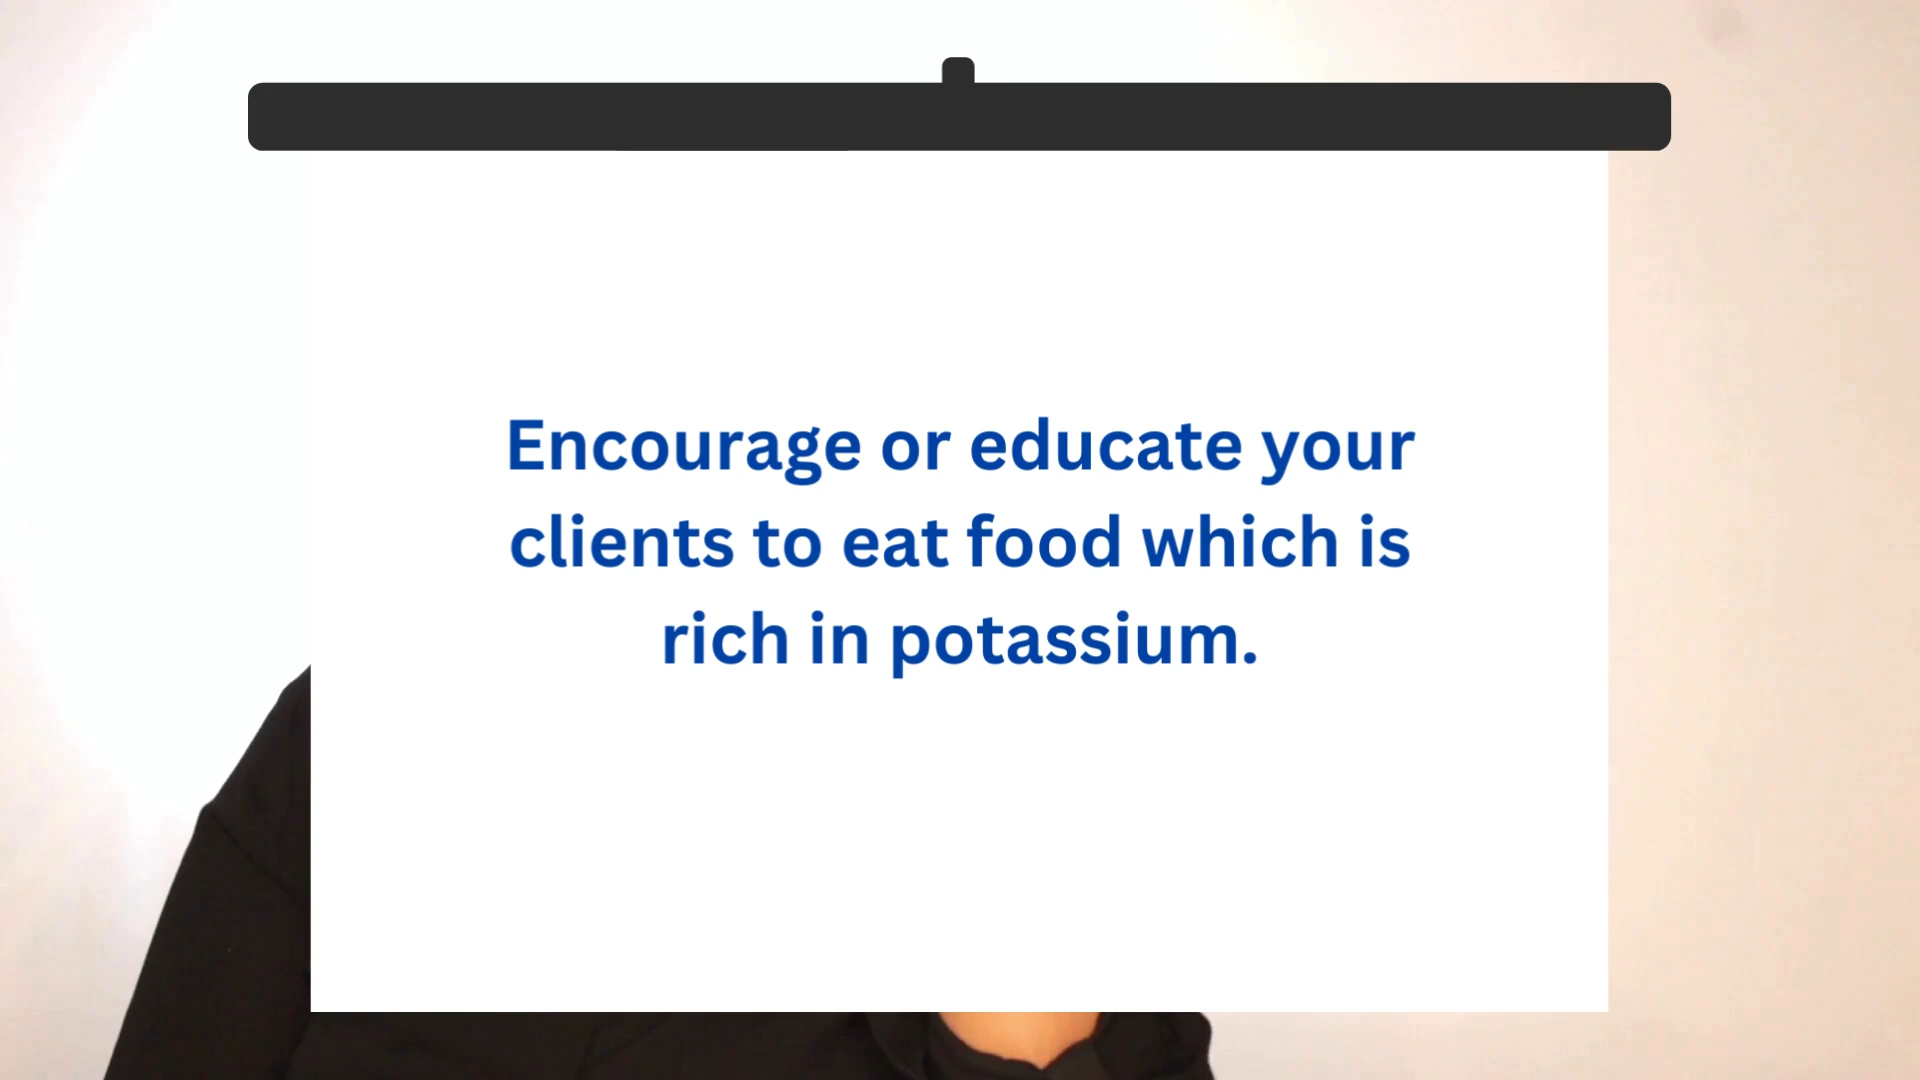 Encourage or educate your
clients to eat food which is
rich in potassium.